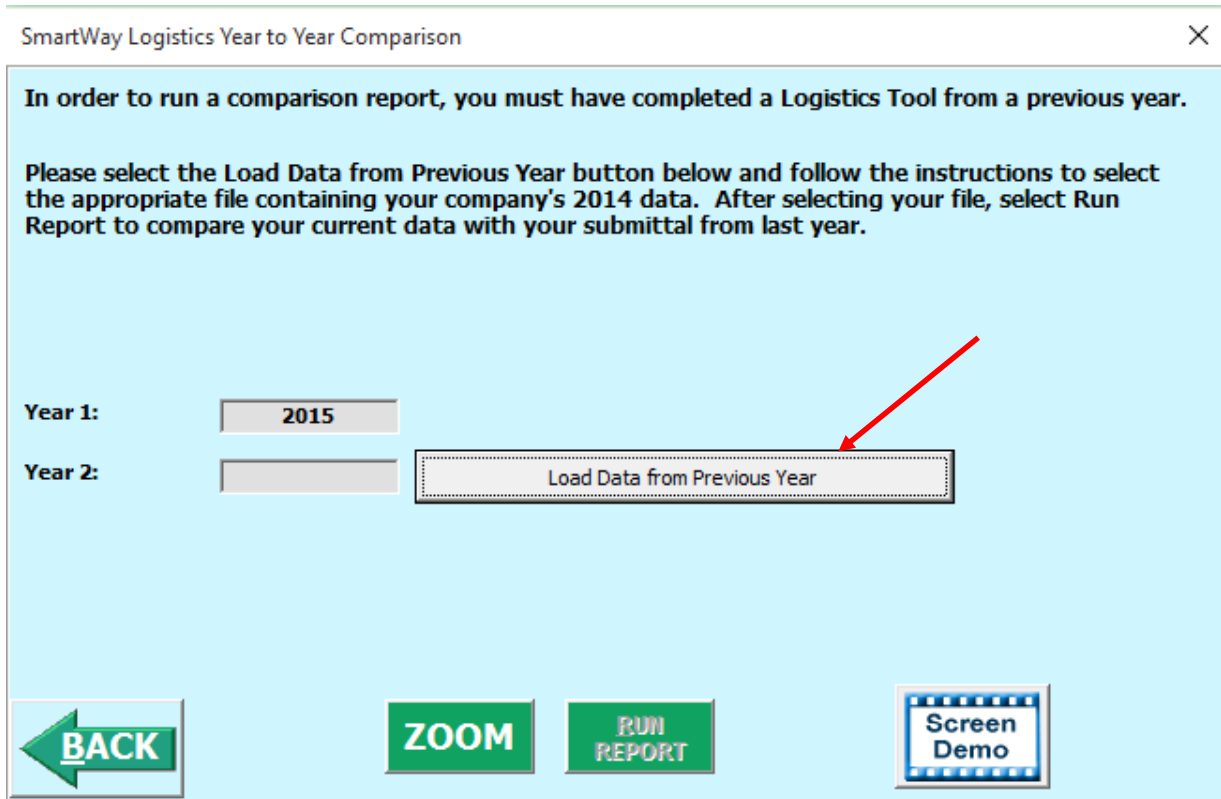 SmartWay Logistics Year to Year Comparison
In order to run a comparison report, you must have completed a Logistics Tool from a previous year.
Please select the Load Data from Previous Year button below and follow the instructions to select
the appropriate file containing your company's 2014 data.  After selecting your file, select Run
Report to compare your current data with your submittal from last year.
Year 1:
2015
Year 2:
Load Data from Previous Year
BACK
ZOOM
RUN
REPORT
Screen
Demo